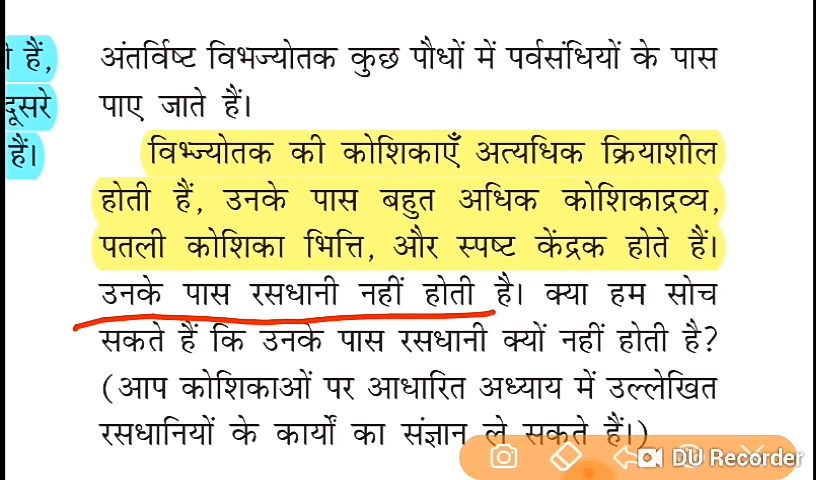 हैं,
दूसरे
हैं।
अंतर्विष्ट विभज्योतक कुछ पौधों में पर्वसंधियों के पास
पाए जाते हैं।
विभ्ज्योतक की कोशिकाएँ अत्यधिक क्रियाशील
होती हैं, उनके पास बहुत अधिक कोशिकाद्रव्य,
पतली कोशिका भित्ति, और स्पष्ट केंद्रक होते हैं।
उनके पास रसधानी नहीं होती है। क्या हम सोच
सकते हैं कि उनके पास रसधानी क्यों नहीं होती है?
(आप कोशिकाओं पर आधारित अध्याय में उल्लेखित
रसधानियों के कार्यों का संज्ञान ले सकते हैं।)
DU Recorder